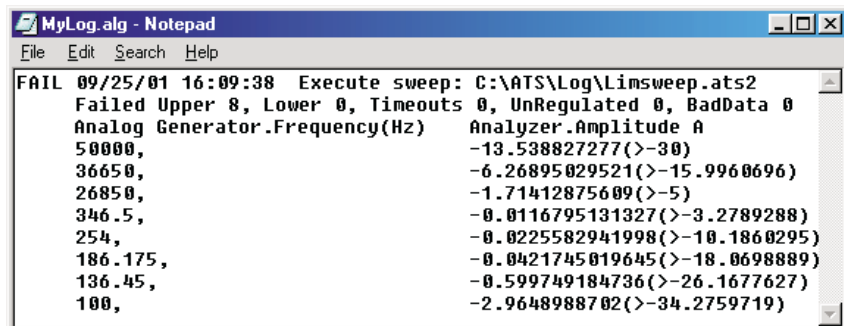 MyLog.alg - Notepad
File Edit Search Help
FAIL 09/25/01 16:09:38 Execute sweep: C:\ATS\Log\Limsweep.ats2
Failed Upper 8, Lower 0, Timeouts 0, UnRegulated 0, BadData 0
Analog Generator.Frequency(Hz) Analyzer.Amplitude A
50000, -13.538827277(>-30)
36650, -6.26895029521(>-15.9960696)
26850, -1.71412875609(>-5)
346.5, -0.0116795131327(>-3.2789288)
254, -0.0225582941998(>-10.1860295)
186.175, -0.0421745019645(>-18.0698889)
136.45, -0.599749184736(>-26.1677627)
100, -2.9648988702(>-34.2759719)